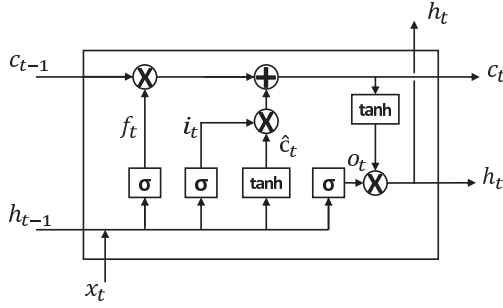 h_t
c_{t-1}
c_t
tanh
f_t
i_t
ĉ_t
o_t
σ
σ
tanh
σ
h_t
h_{t-1}
x_t